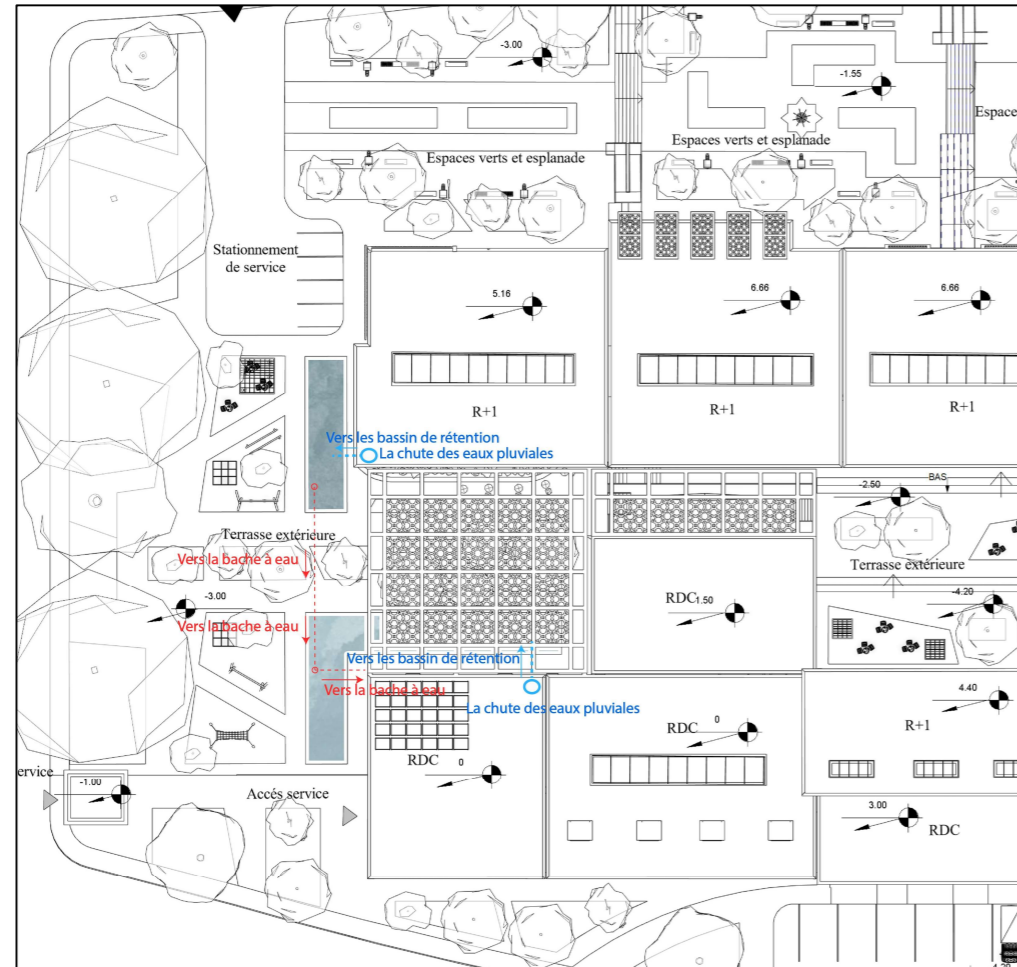 -3.00
-1.55
Espace
Espaces verts et esplanade
Espaces verts et esplanade
Stationnement
de service
5.16
6.66
6.66
R+1
R+1
R+1
Vers les bassin de rétention
La chute des eaux pluviales
-2.50
BAS
Terrasse extérieure
Vers la bache à eau
Terrasse extérieure
-3.00
RDC
1.50
-4.20
Vers la bache à eau
Vers les bassin de rétention
Vers la bache à eau
La chute des eaux pluviales
4.40
R+1
RDC
0
RDC
0
ervice
-1.00
Accés service
3.00
RDC